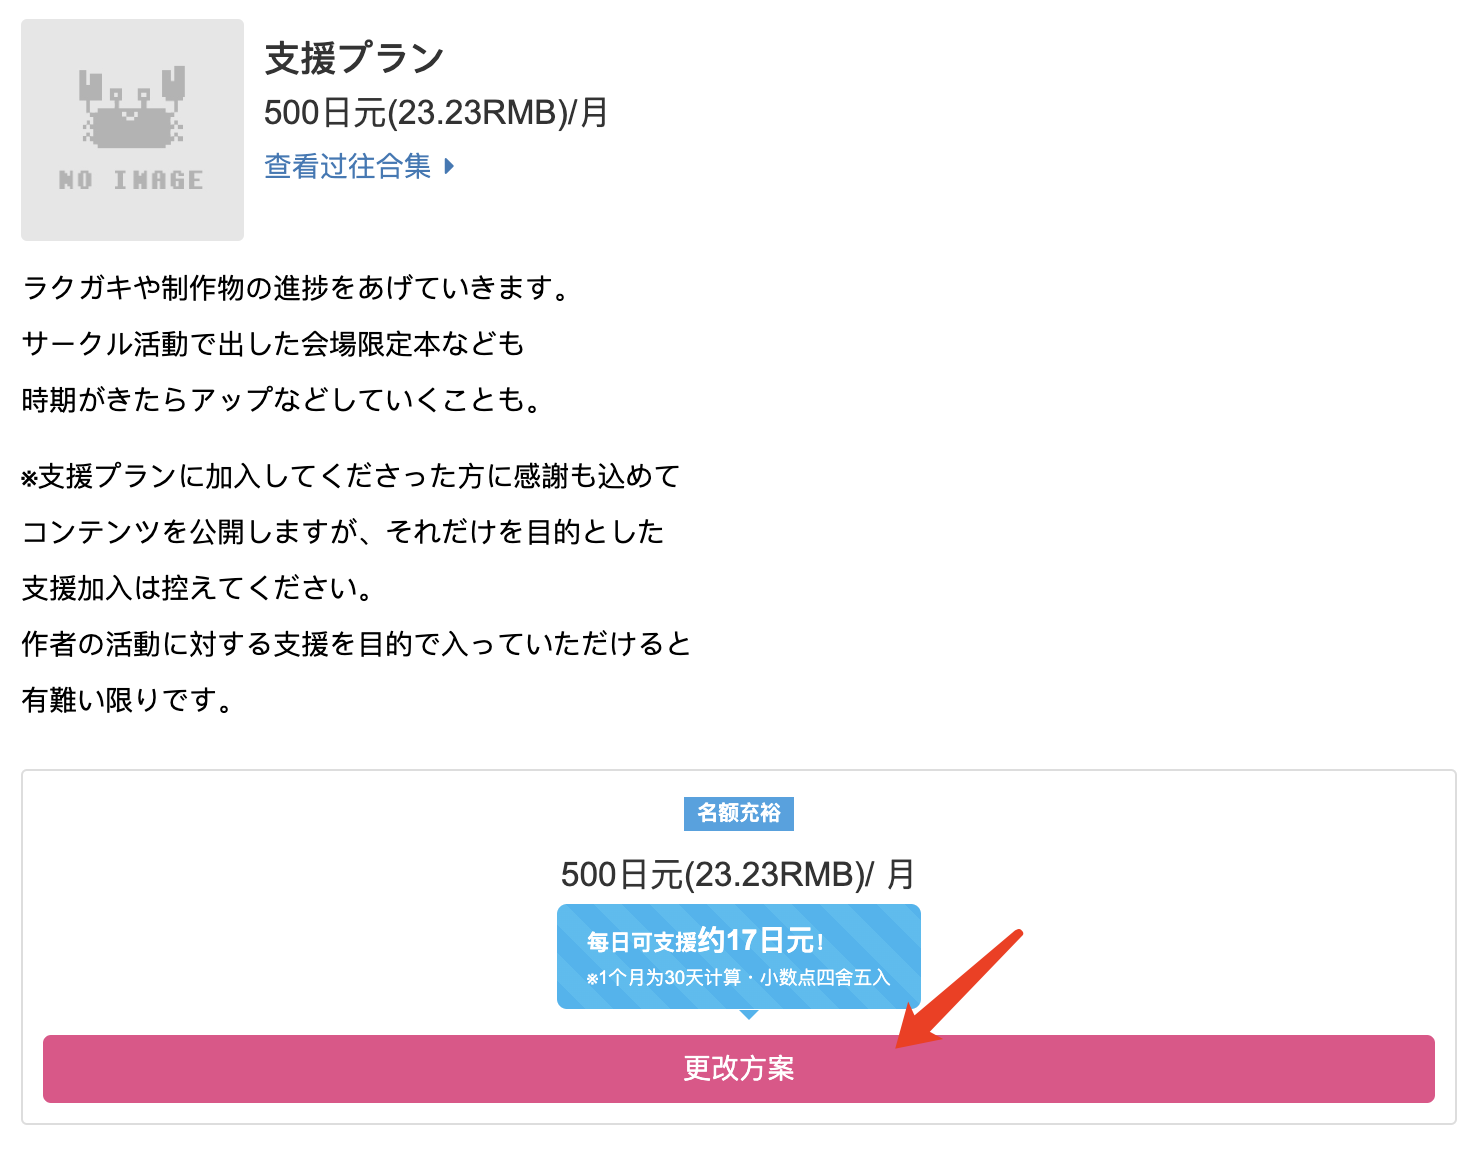 NO IMAGE
支援プラン
500日元(23.23RMB)/月
查看过往合集
ラクガキや制作物の進捗をあげていきます。
サークル活動で出した会場限定本なども
時期がきたらアップなどしていくことも。
※支援プランに加入してくださった方に感謝も込めて
コンテンツを公開しますが、それだけを目的とした
支援加入は控えてください。
作者の活動に対する支援を目的で入っていただけると
有難い限りです。
名额充裕
500日元(23.23RMB)/ 月
每日可支援约17日元!
※1个月为30天计算・小数点四舍五入
更改方案